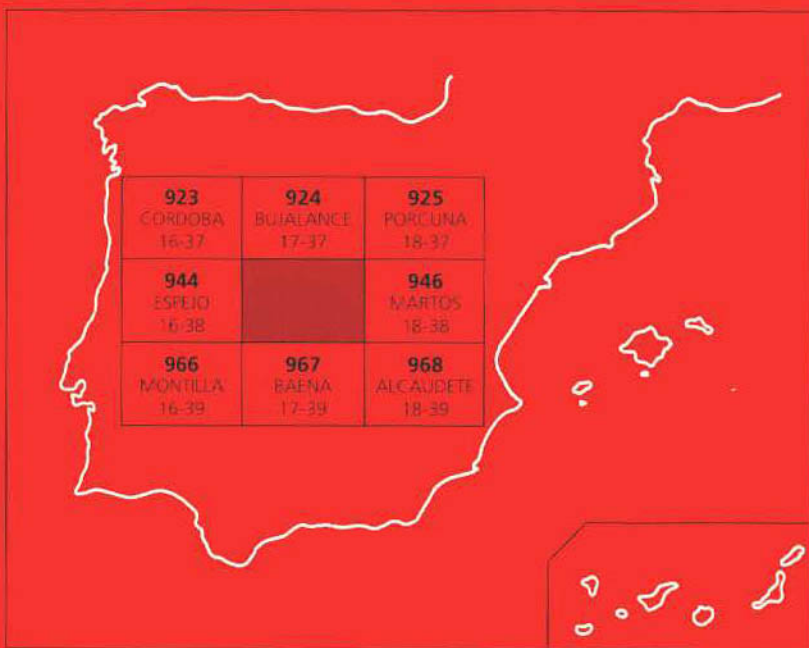 923
CORDOBA
16-37
924
BUJALANCE
17-37
925
PORCUNA
18-37
944
ESPEJO
16-38
946
MARTOS
18-38
966
MONTILLA
16-39
967
BAENA
17-39
968
ALCAUDETE
18-39